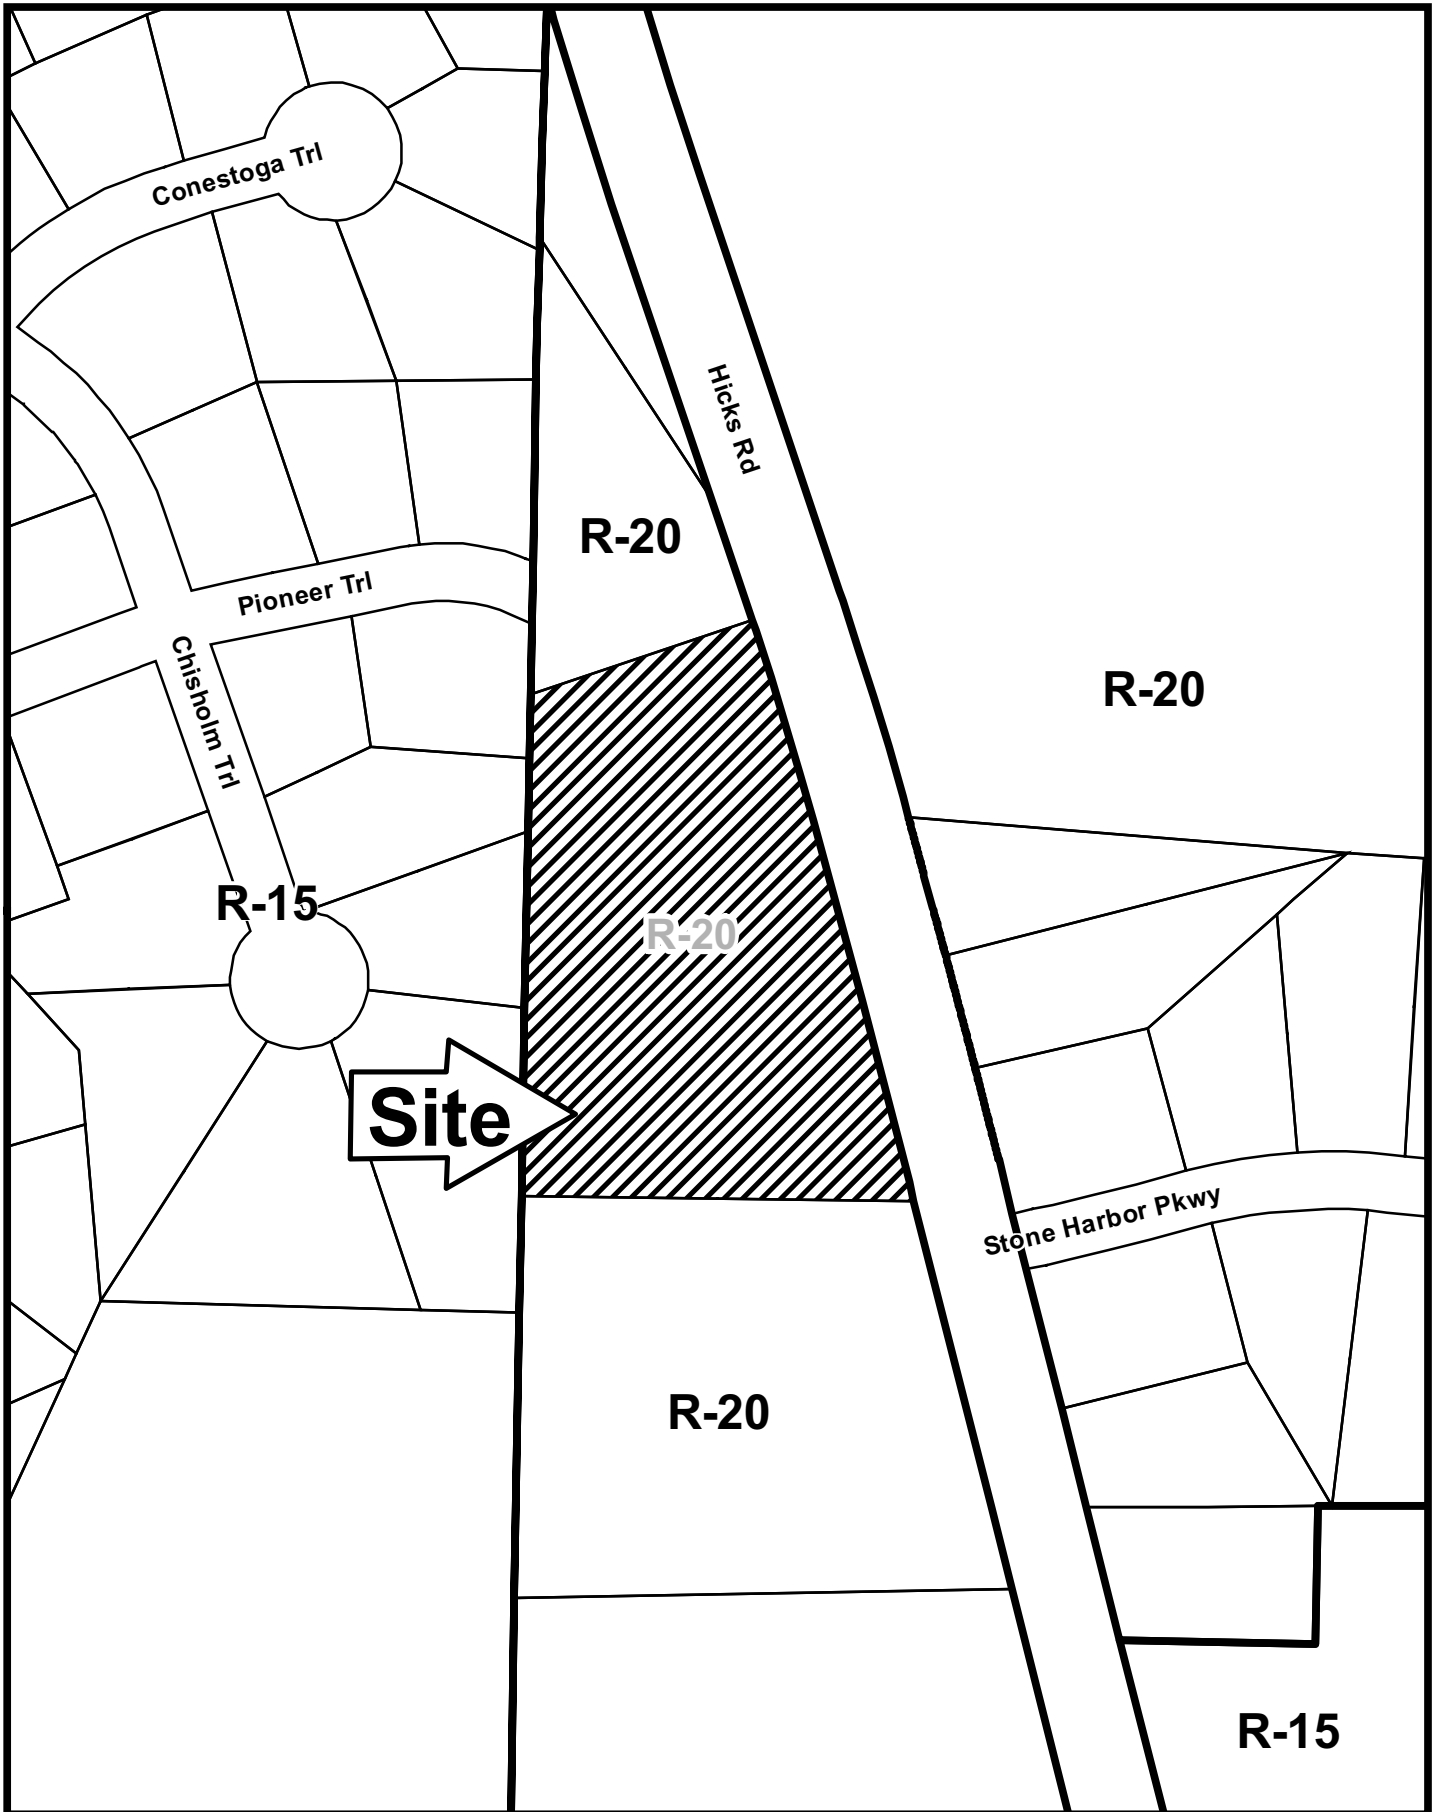 Conestoga Trl
Hicks Rd
R-20
Pioneer Trl
Chisholm Trl
R-20
R-15
R-20
Site
Stone Harbor Pkwy
R-20
R-15